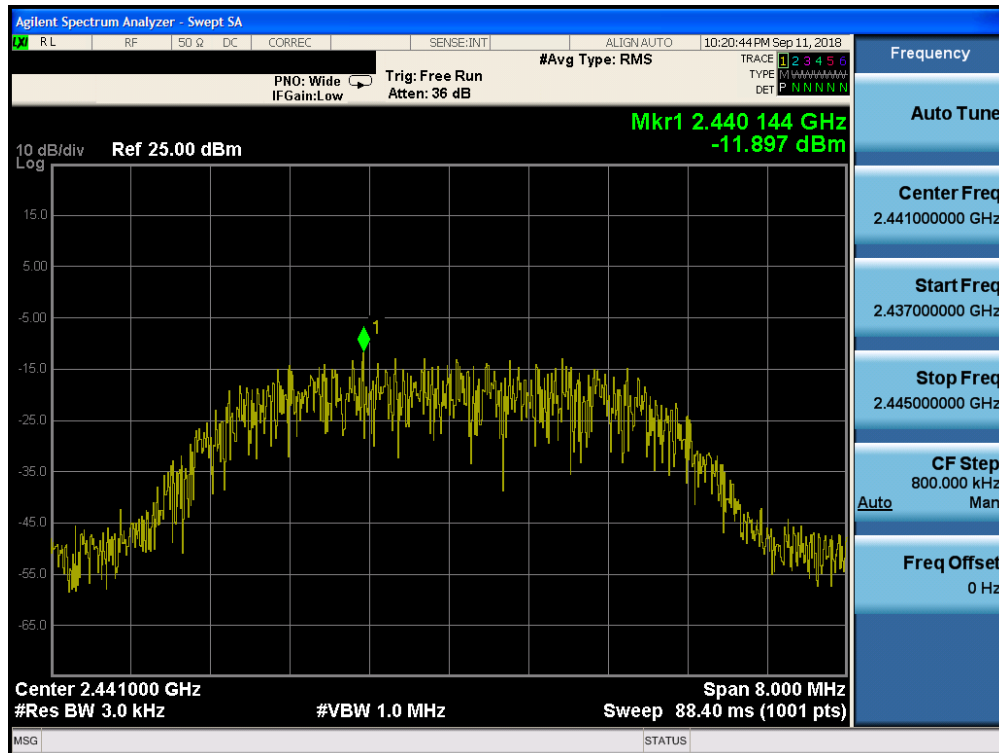 Agilent Spectrum Analyzer - Swept SA
LXI RL RF 50 Ω DC CORREC SENSE:INT ALIGN AUTO 10:20:44 PM Sep 11, 2018
Frequency
#Avg Type: RMS
TRACE 1 2 3 4 5 6
PNO: Wide Trig: Free Run
TYPE M WWWWW
IFGain:Low Atten: 36 dB
DET P N N N N N
Auto Tune
Mkr1 2.440 144 GHz
-11.897 dBm
10 dB/div Ref 25.00 dBm
Log
15.0
5.00
-5.00
-15.0
-25.0
-35.0
-45.0
-55.0
-65.0
1
Center Freq
2.441000000 GHz
Start Freq
2.437000000 GHz
Stop Freq
2.445000000 GHz
CF Step
800.000 kHz
Auto Man
Freq Offset
0 Hz
Center 2.441000 GHz Span 8.000 MHz
#Res BW 3.0 kHz #VBW 1.0 MHz Sweep 88.40 ms (1001 pts)
MSG STATUS